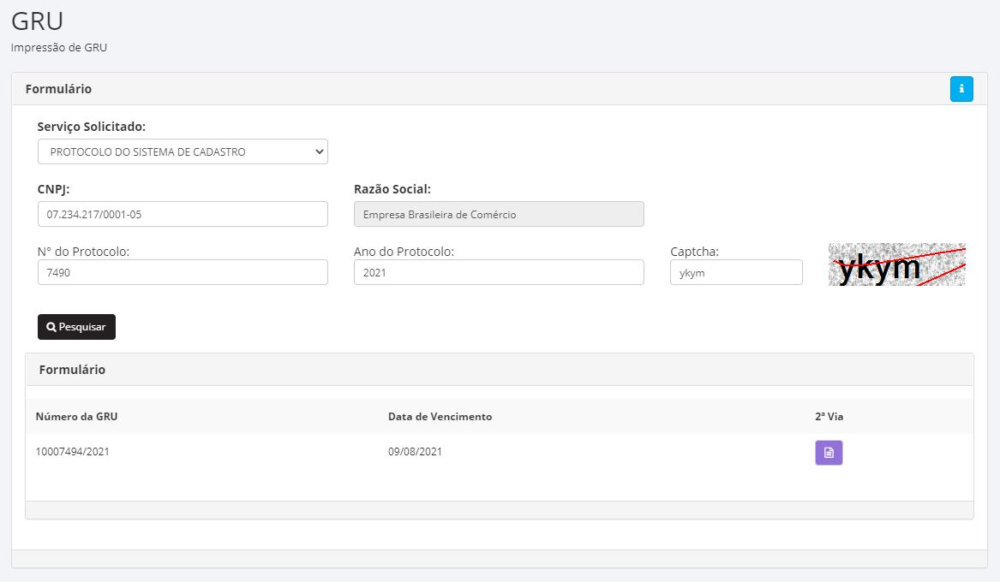 GRU
Impressão de GRU
Formulário
Serviço Solicitado:
PROTOCOLO DO SISTEMA DE CADASTRO
CNPJ: Razão Social:
07.234.217/0001-05 Empresa Brasileira de Comércio
N° do Protocolo: Ano do Protocolo: Captcha:
7490 2021 ykym ykym
Pesquisar
Formulário
Número da GRU Data de Vencimento 2ª Via
10007494/2021 09/08/2021